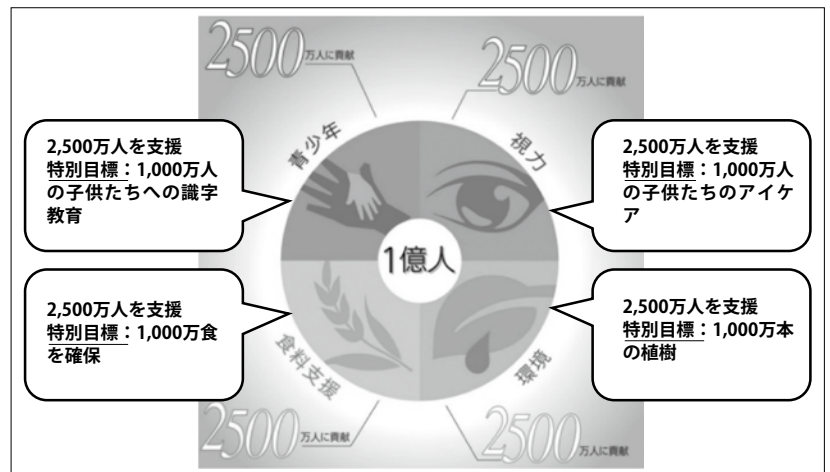 2500万人に貢献
2500万人に貢献
2,500万人を支援
特別目標：1,000万人
の子供たちへの識字
教育
青少年
視力
2,500万人を支援
特別目標：1,000万人
の子供たちのアイケ
ア
1億人
2,500万人を支援
特別目標：1,000万食
を確保
食料支援
環境
2,500万人を支援
特別目標：1,000万本
の植樹
2500万人に貢献
2500万人に貢献